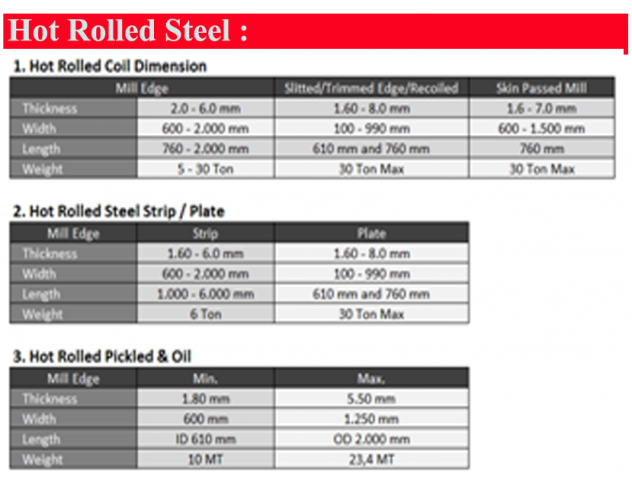 Hot Rolled Steel :
1. Hot Rolled Coil Dimension
Mill Edge Slitted/Trimmed Edge/Recoiled Skin Passed Mill
Thickness 2.0 - 6.0 mm 1.60 - 8.0 mm 1.6 - 7.0 mm
Width 600 - 2.000 mm 100 - 990 mm 600 - 1.500 mm
Length 760 - 2.000 mm 610 mm and 760 mm 760 mm
Weight 5 - 30 Ton 30 Ton Max 30 Ton Max
2. Hot Rolled Steel Strip / Plate
Mill Edge Strip Plate
Thickness 1.60 - 6.0 mm 1.60 - 8.0 mm
Width 600 - 2.000 mm 100 - 990 mm
Length 1.000 - 6.000 mm 610 mm and 760 mm
Weight 6 Ton 30 Ton Max
3. Hot Rolled Pickled & Oil
Mill Edge Min. Max.
Thickness 1.80 mm 5.50 mm
Width 600 mm 1.250 mm
Length ID 610 mm OD 2.000 mm
Weight 10 MT 23,4 MT